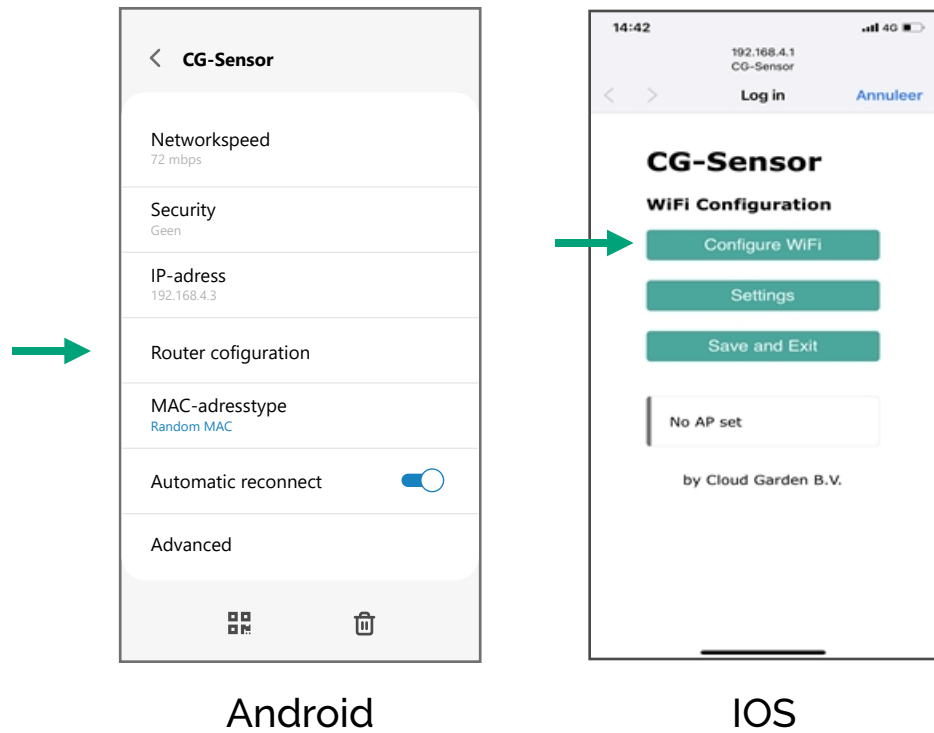 CG-Sensor
Networkspeed
72 mbps
Security
Geen
IP-adress
192.168.4.3
Router cofiguration
MAC-adresstype
Random MAC
Automatic reconnect
Advanced
Android
14:42
4G
192.168.4.1
CG-Sensor
Log in
Annuleer
CG-Sensor
WiFi Configuration
Configure WiFi
Settings
Save and Exit
No AP set
by Cloud Garden B.V.
IOS